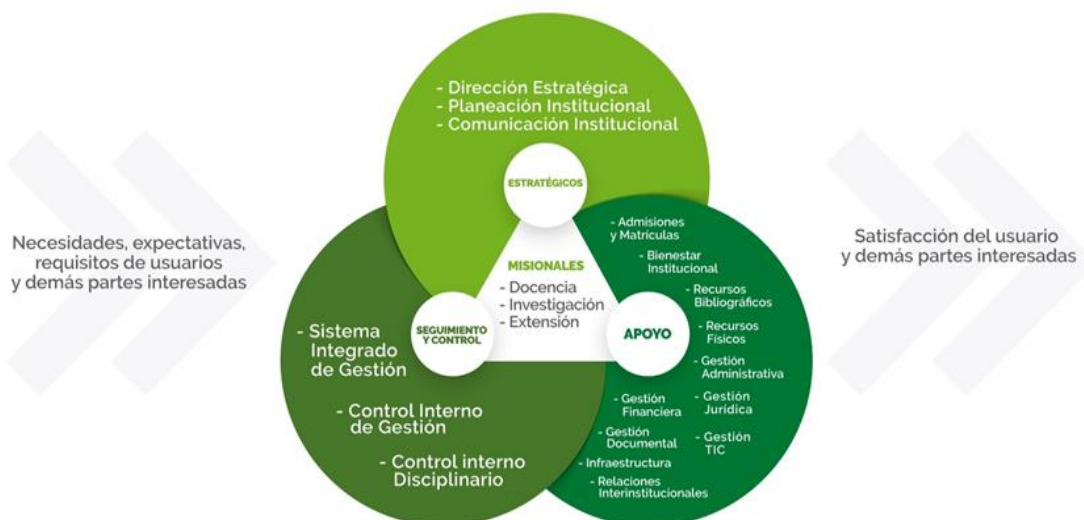 Necesidades, expectativas,
requisitos de usuarios
y demás partes interesadas
- Dirección Estratégica
- Planeación Institucional
- Comunicación Institucional
ESTRATÉGICOS
MISIONALES
- Docencia
- Investigación
- Extensión
SEGUIMIENTO
Y CONTROL
- Sistema
Integrado
de Gestión
- Control Interno
de Gestión
- Control interno
Disciplinario
APOYO
- Admisiones
y Matrículas
- Bienestar
Institucional
- Recursos
Bibliográficos
- Recursos
Físicos
- Gestión
Administrativa
- Gestión
Jurídica
- Gestión
TIC
- Gestión
Financiera
- Gestión
Documental
- Infraestructura
- Relaciones
Interinstitucionales
Satisfacción del usuario
y demás partes interesadas